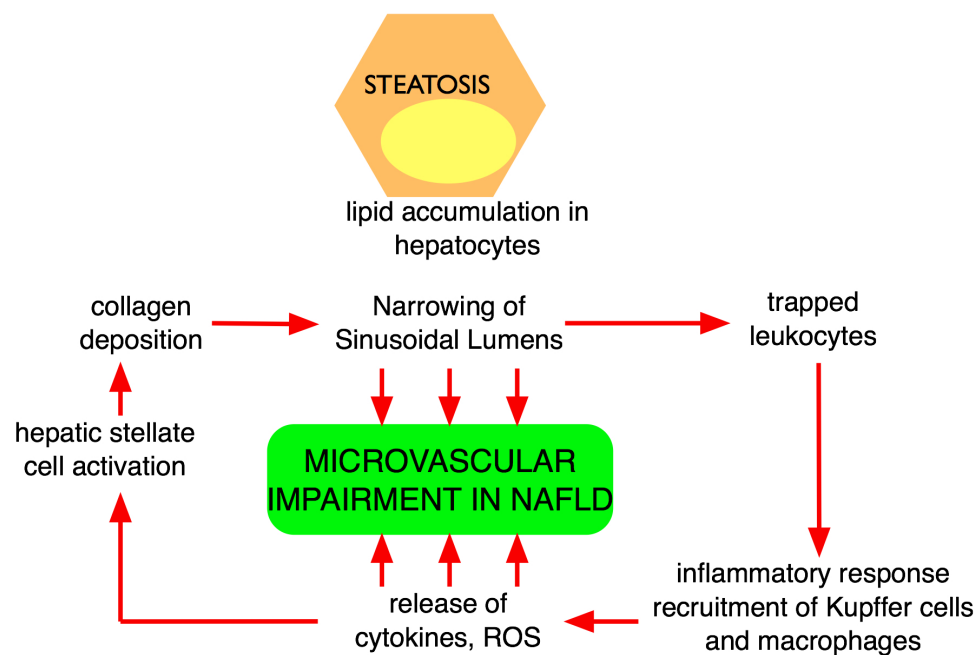 STEATOSIS
lipid accumulation in
hepatocytes
collagen
deposition
Narrowing of
Sinusoidal Lumens
trapped
leukocytes
hepatic stellate
cell activation
MICROVASCULAR
IMPAIRMENT IN NAFLD
release of
cytokines, ROS
inflammatory response
recruitment of Kupffer cells
and macrophages